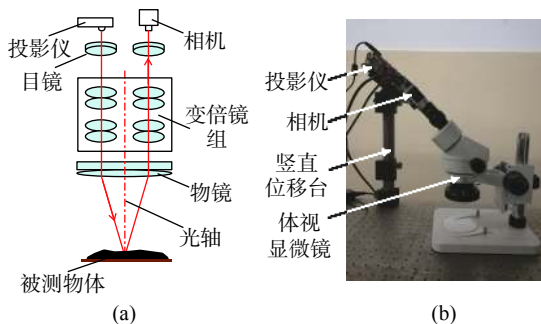 投影仪
目镜
相机
变倍镜
组
物镜
光轴
被测物体
(a)
投影仪
相机
竖直
位移台
体视
显微镜
(b)